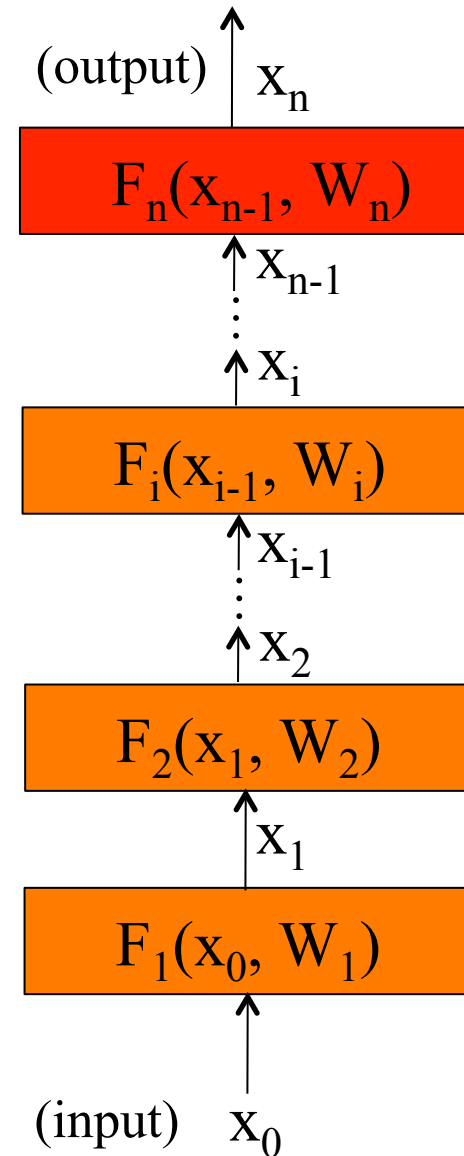 (output) xₙ
Fₙ(xₙ₋₁, Wₙ)
xₙ₋₁
xᵢ
Fᵢ(xᵢ₋₁, Wᵢ)
xᵢ₋₁
x₂
F₂(x₁, W₂)
x₁
F₁(x₀, W₁)
(input) x₀